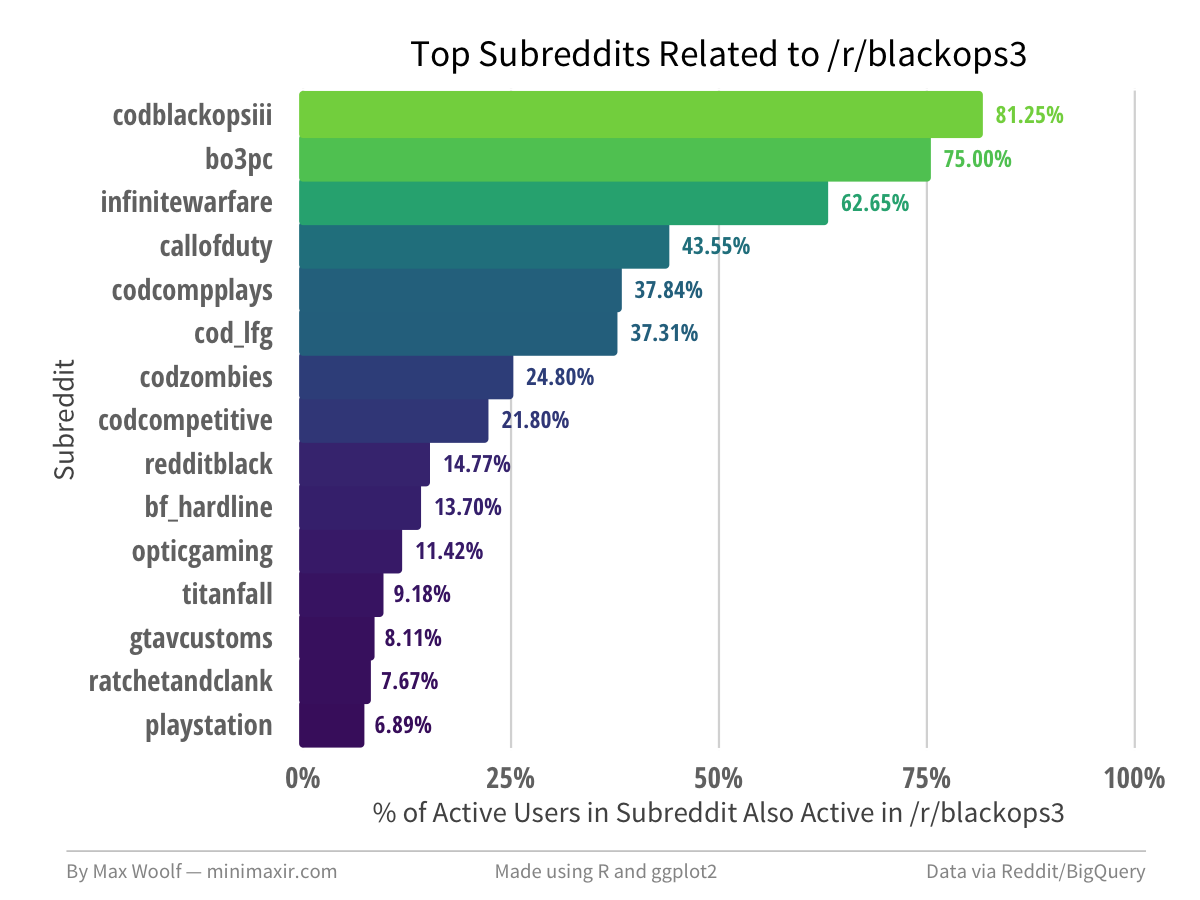 Top Subreddits Related to /r/blackops3
codblackopsiii 81.25%
bo3pc 75.00%
infinitewarfare 62.65%
callofduty 43.55%
codcompplays 37.84%
cod_lfg 37.31%
codzombies 24.80%
codcompetitive 21.80%
redditblack 14.77%
bf_hardline 13.70%
opticgaming 11.42%
titanfall 9.18%
gtavcustoms 8.11%
ratchetandclank 7.67%
playstation 6.89%
Subreddit
0% 25% 50% 75% 100%
% of Active Users in Subreddit Also Active in /r/blackops3
By Max Woolf — minimaxir.com Made using R and ggplot2 Data via Reddit/BigQuery